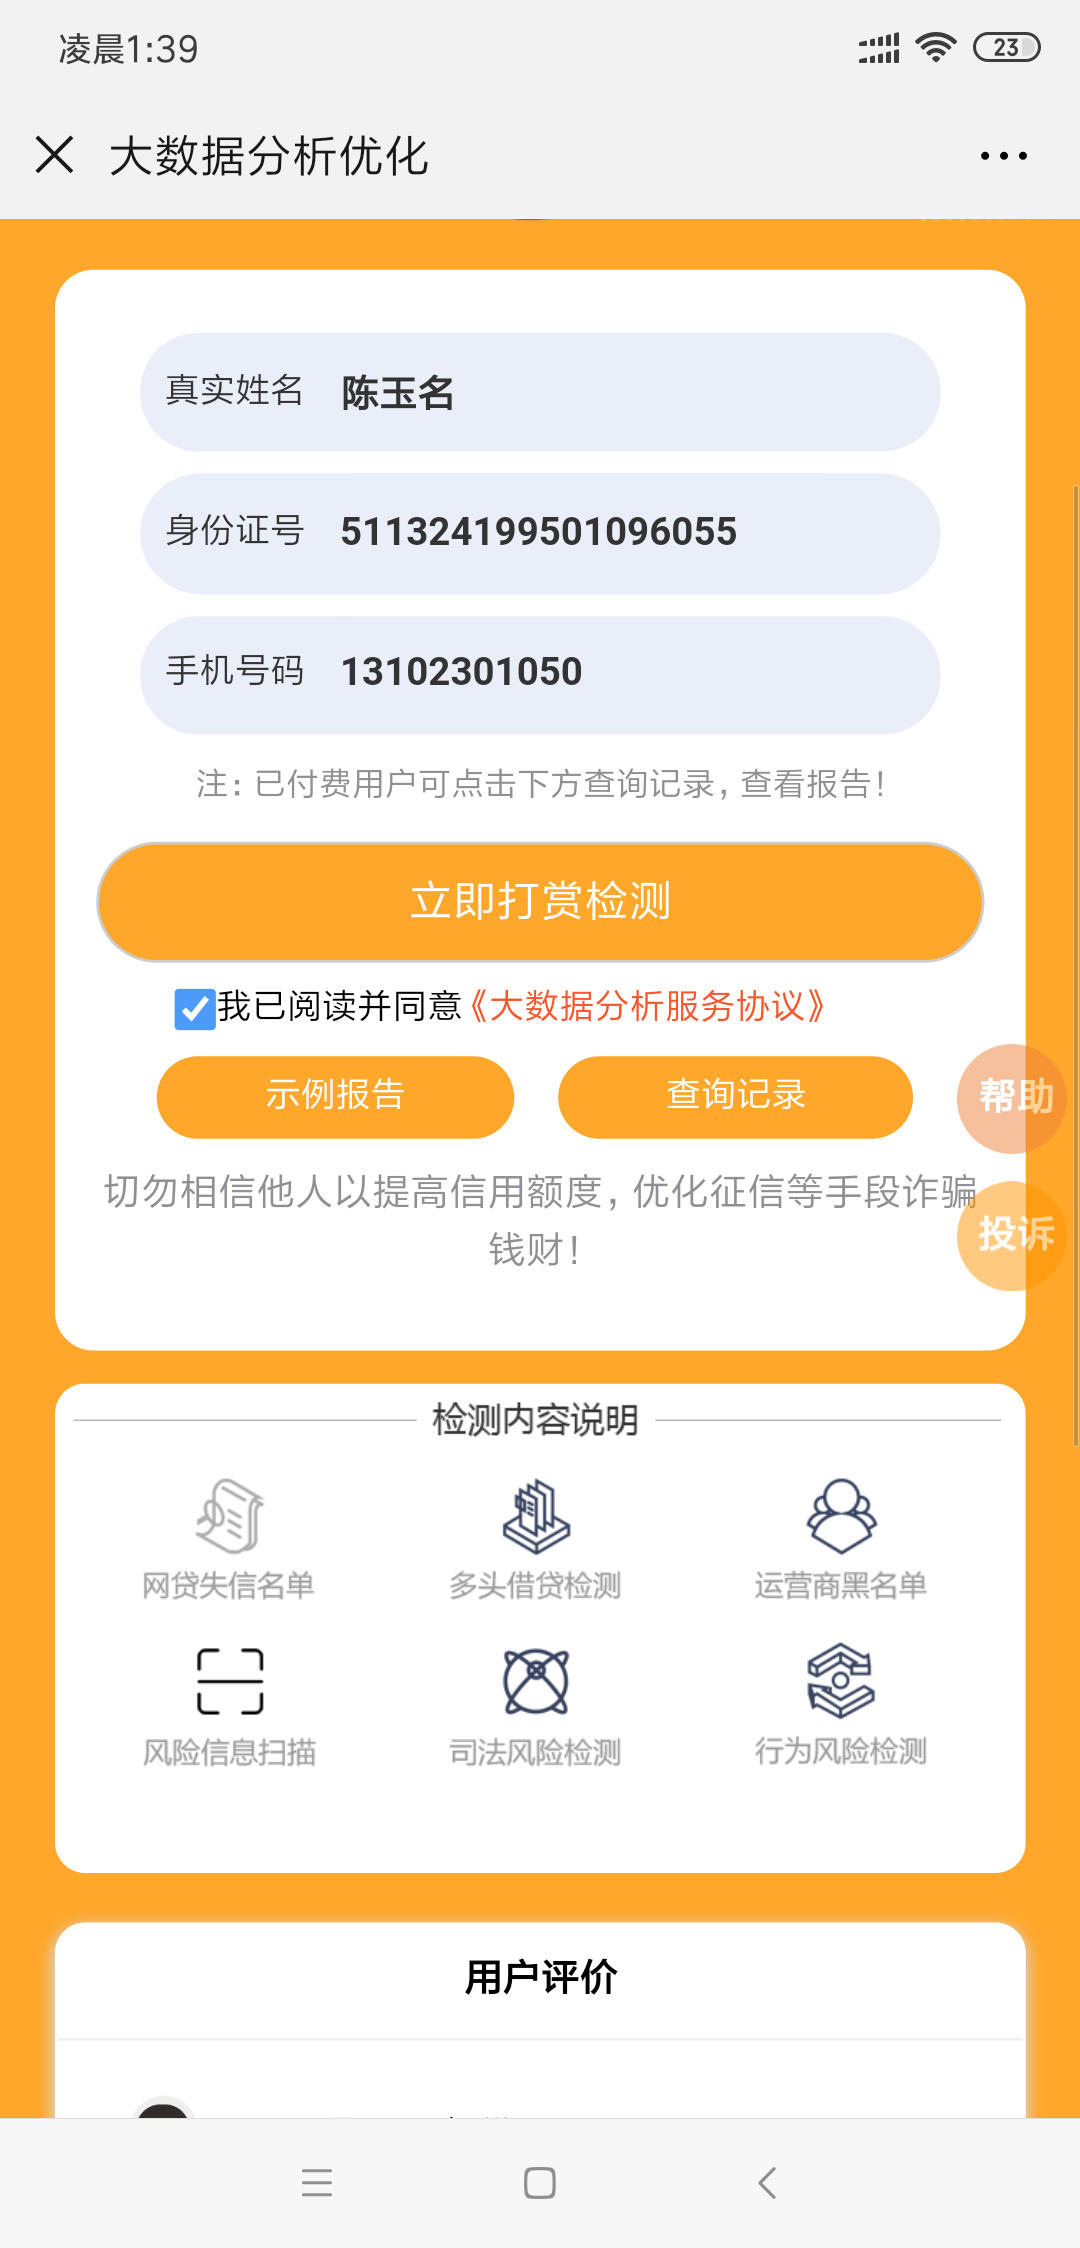 凌晨1:39
23
大数据分析优化
真实姓名 陈玉名
身份证号 511324199501096055
手机号码 13102301050
注：已付费用户可点击下方查询记录，查看报告！
立即打赏检测
我已阅读并同意《大数据分析服务协议》
示例报告 查询记录
帮助
切勿相信他人以提高信用额度，优化征信等手段诈骗
钱财！
投诉
检测内容说明
网贷失信名单 多头借贷检测 运营商黑名单
风险信息扫描 司法风险检测 行为风险检测
用户评价